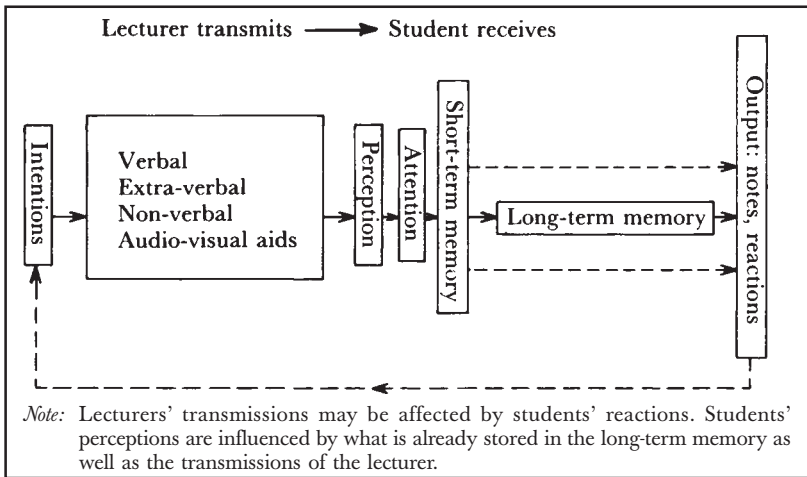 Lecturer transmits Student receives
Intentions
Verbal
Extra-verbal
Non-verbal
Audio-visual aids
Perception
Attention
Short-term memory
Long-term memory
Output: notes, reactions
Note: Lecturers' transmissions may be affected by students' reactions. Students'
perceptions are influenced by what is already stored in the long-term memory as
well as the transmissions of the lecturer.